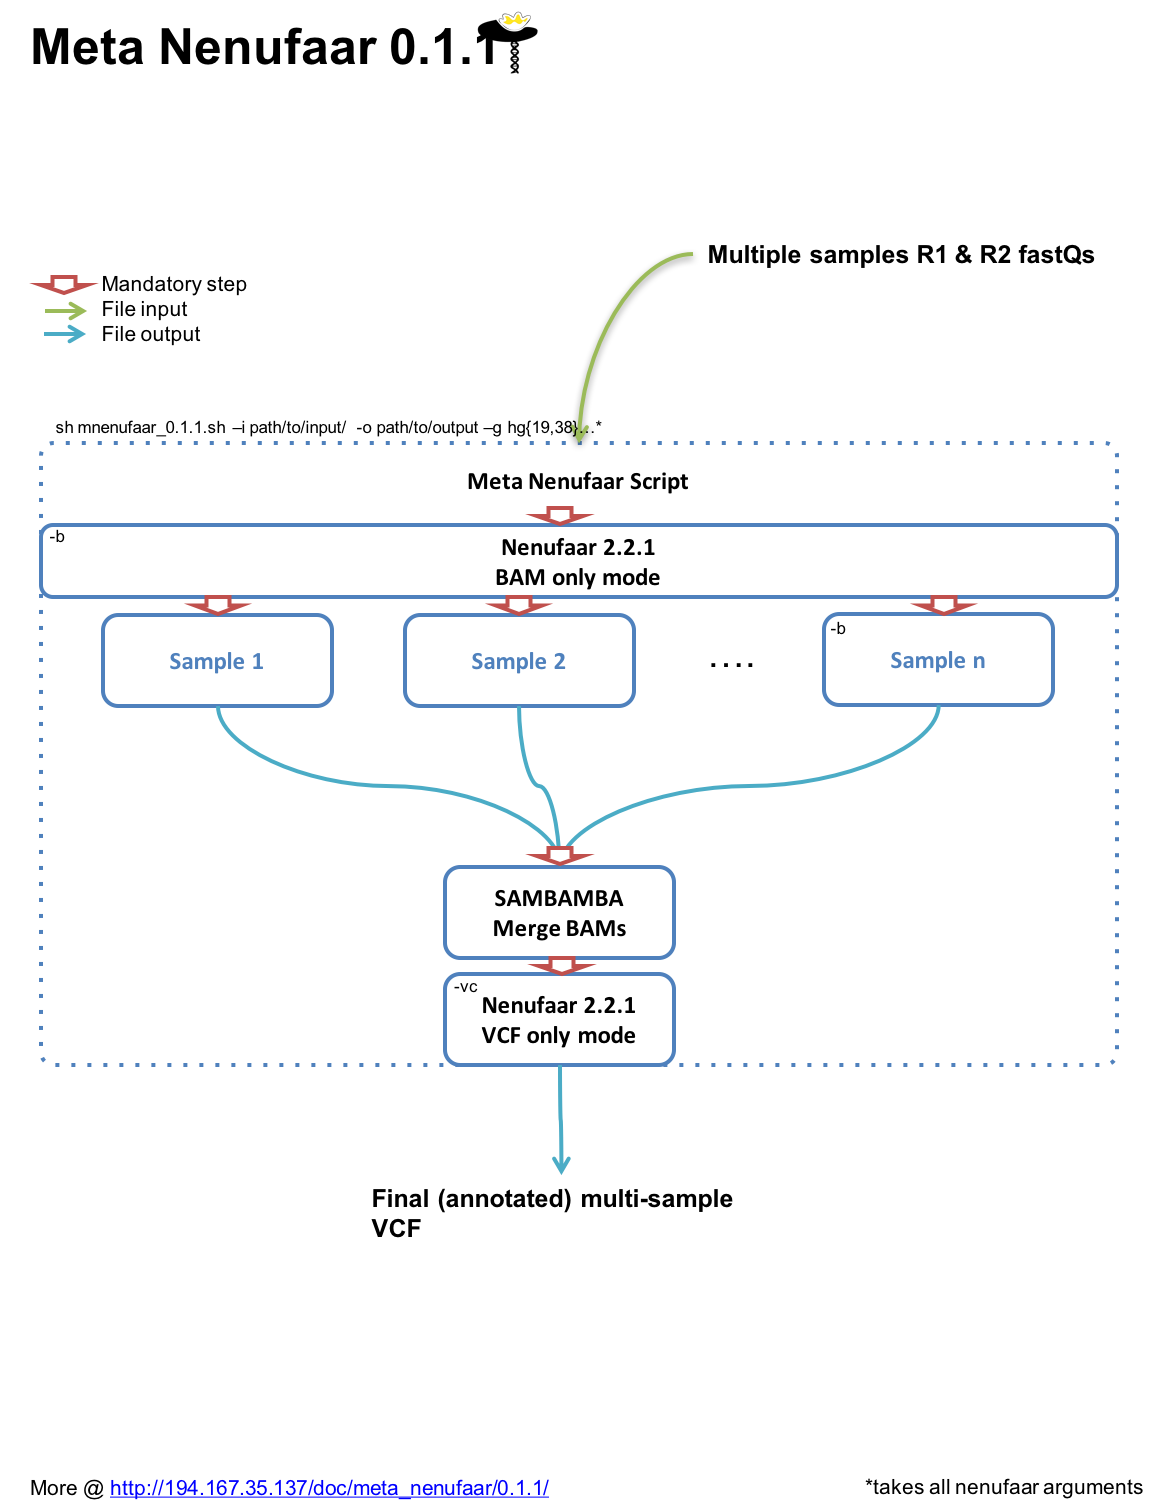 Meta Nenufaar 0.1.1
Multiple samples R1 & R2 fastQs
Mandatory step
File input
File output
sh mnenufaar_0.1.1.sh –i path/to/input/  -o path/to/output –g hg{19,38}…*
Meta Nenufaar Script
-b
Nenufaar 2.2.1
BAM only mode
Sample 1
Sample 2
....
-b
Sample n
SAMBAMBA
Merge BAMs
-vc
Nenufaar 2.2.1
VCF only mode
Final (annotated) multi-sample
VCF
More @ http://194.167.35.137/doc/meta_nenufaar/0.1.1/
*takes all nenufaar arguments